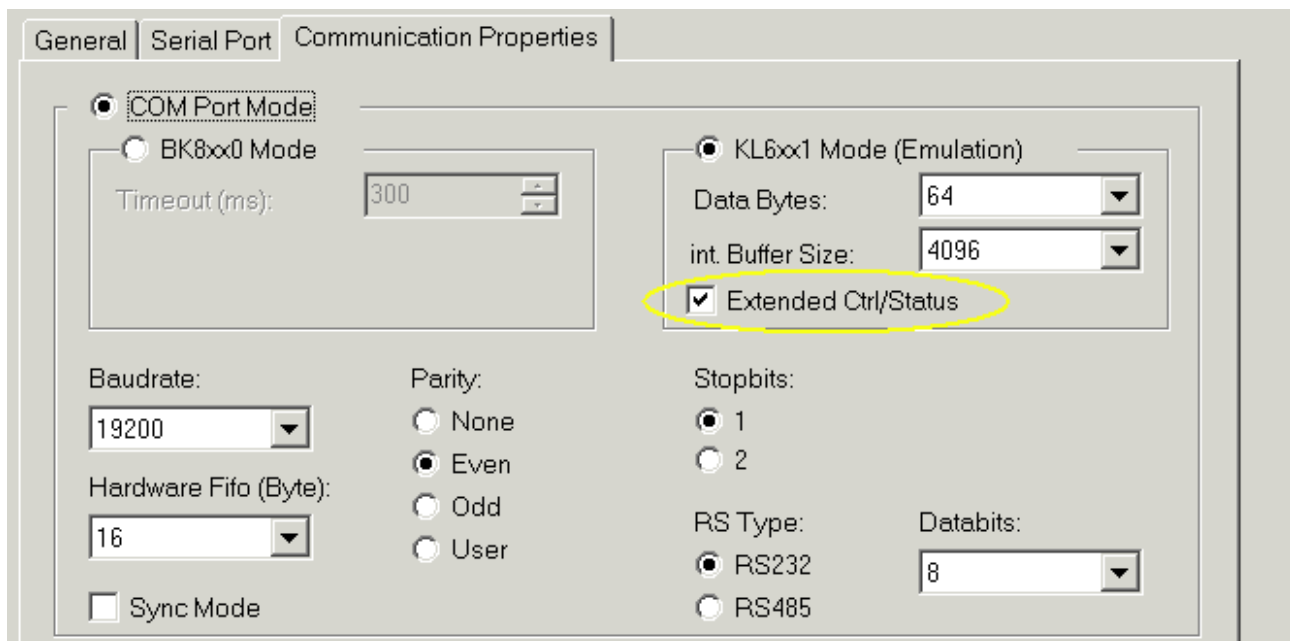 General Serial Port Communication Properties
COM Port Mode
BK8xx0 Mode
Timeout (ms): 300
KL6xx1 Mode (Emulation)
Data Bytes: 64
int. Buffer Size: 4096
Extended Ctrl/Status
Baudrate:
19200
Hardware Fifo (Byte):
16
Sync Mode
Parity:
None
Even
Odd
User
Stopbits:
1
2
RS Type:
RS232
RS485
Databits:
8